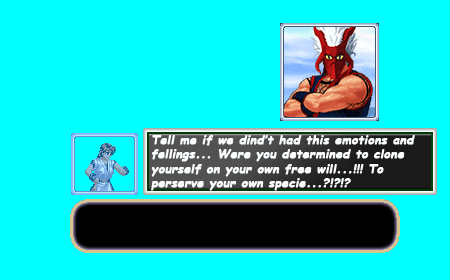 Tell me if we dind't had this emotions and
fellings... Were you determined to clone
yourself on your own free will...!!! To
perserve your own specie...?!?!?